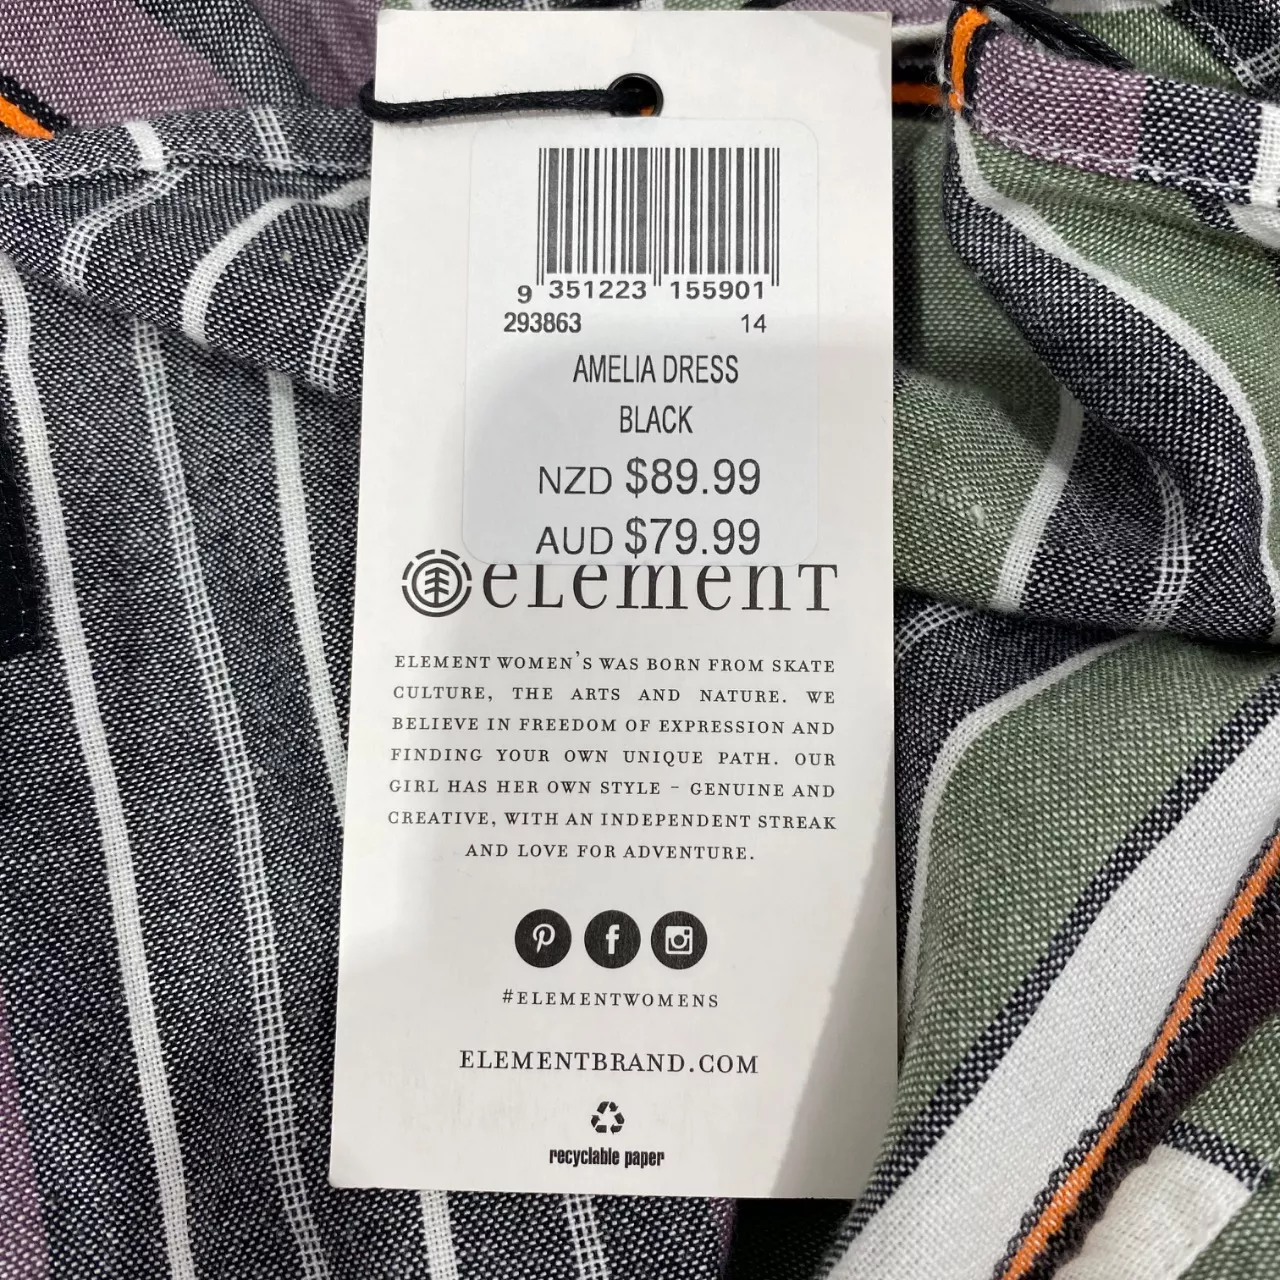 9 351223 155901
293863 14
AMELIA DRESS
BLACK
NZD $89.99
AUD $79.99
eLemenT
ELEMENT WOMEN'S WAS BORN FROM SKATE
CULTURE, THE ARTS AND NATURE. WE
BELIEVE IN FREEDOM OF EXPRESSION AND
FINDING YOUR OWN UNIQUE PATH. OUR
GIRL HAS HER OWN STYLE - GENUINE AND
CREATIVE, WITH AN INDEPENDENT STREAK
AND LOVE FOR ADVENTURE.
#ELEMENTWOMENS
ELEMENTBRAND.COM
recyclable paper